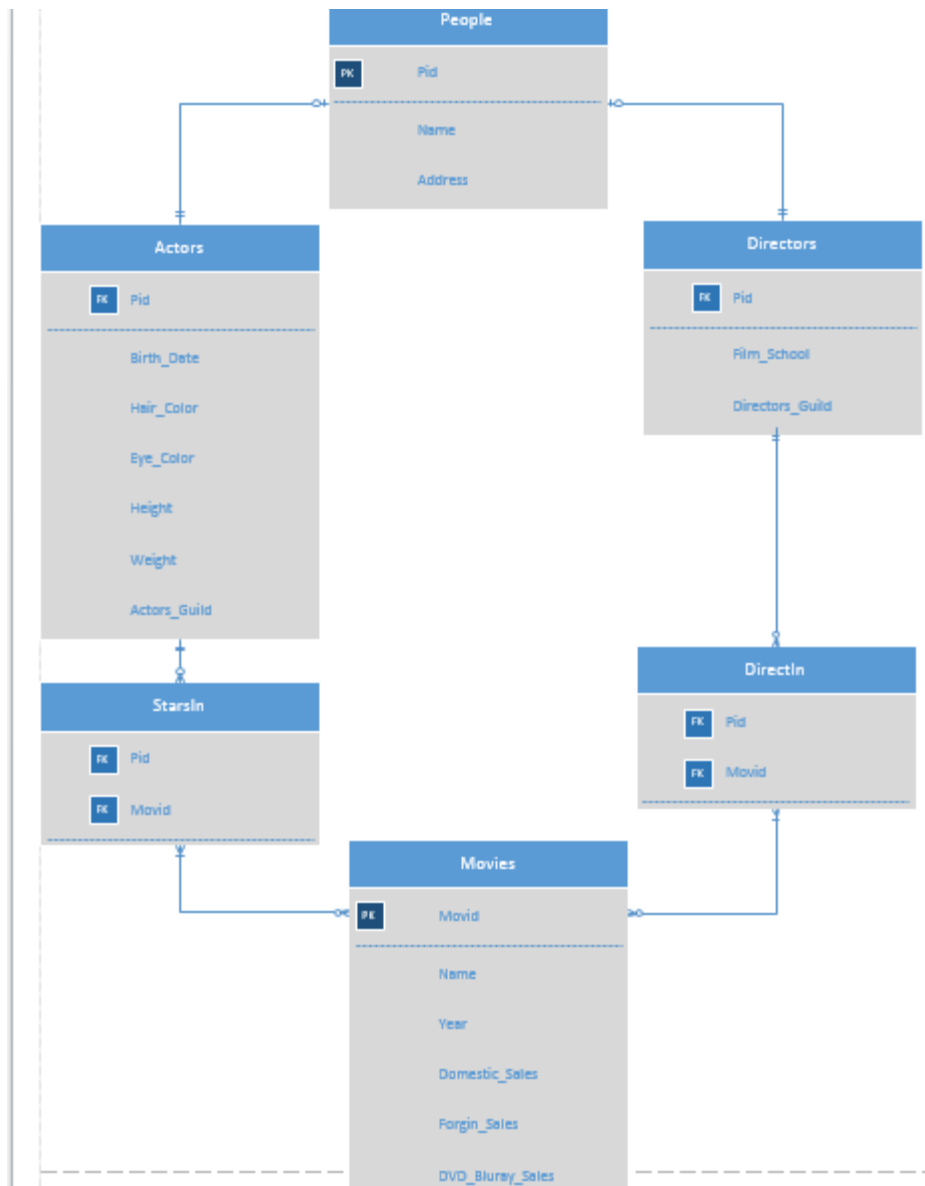 People
PK Pid
Name
Address
Actors
FK Pid
Birth_Date
Hair_Color
Eye_Color
Height
Weight
Actors_Guild
Directors
FK Pid
Film_School
Directors_Guild
StarsIn
FK Pid
FK Movid
DirectIn
FK Pid
FK Movid
Movies
PK Movid
Name
Year
Domestic_Sales
Forgin_Sales
DVD_Bluray_Sales